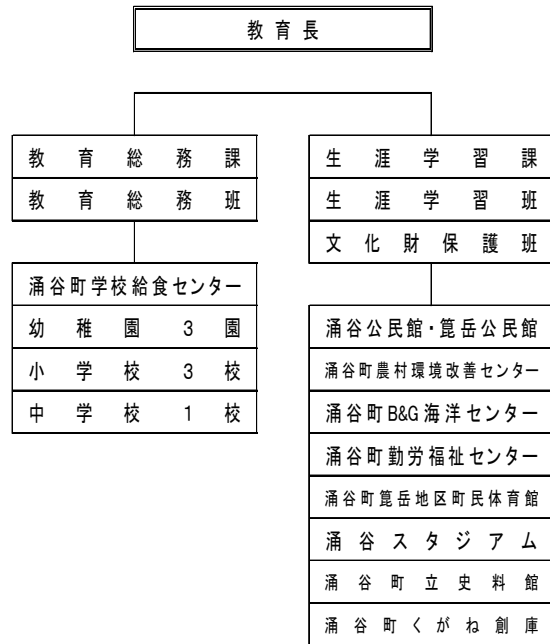 教育長
教育総務課
教育総務班
涌谷町学校給食センター
幼稚園3園
小学校3校
中学校1校
生涯学習課
生涯学習班
文化財保護班
涌谷公民館・箟岳公民館
涌谷町農村環境改善センター
涌谷町B&G海洋センター
涌谷町勤労福祉センター
涌谷町箟岳地区町民体育館
涌谷スタジアム
涌谷町立史料館
涌谷町くがね創庫